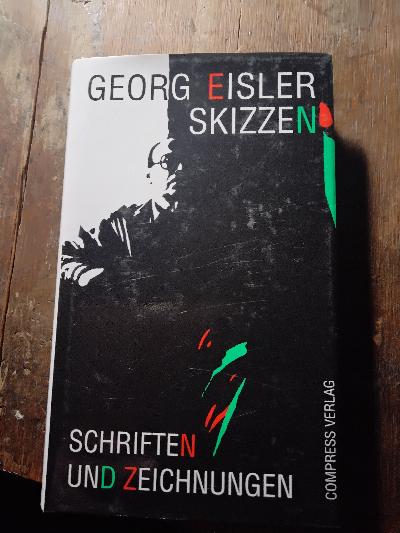 GEORG EISLER
SKIZZEN
SCHRIFTEN
UND ZEICHNUNGEN
COMPRESS VERLAG